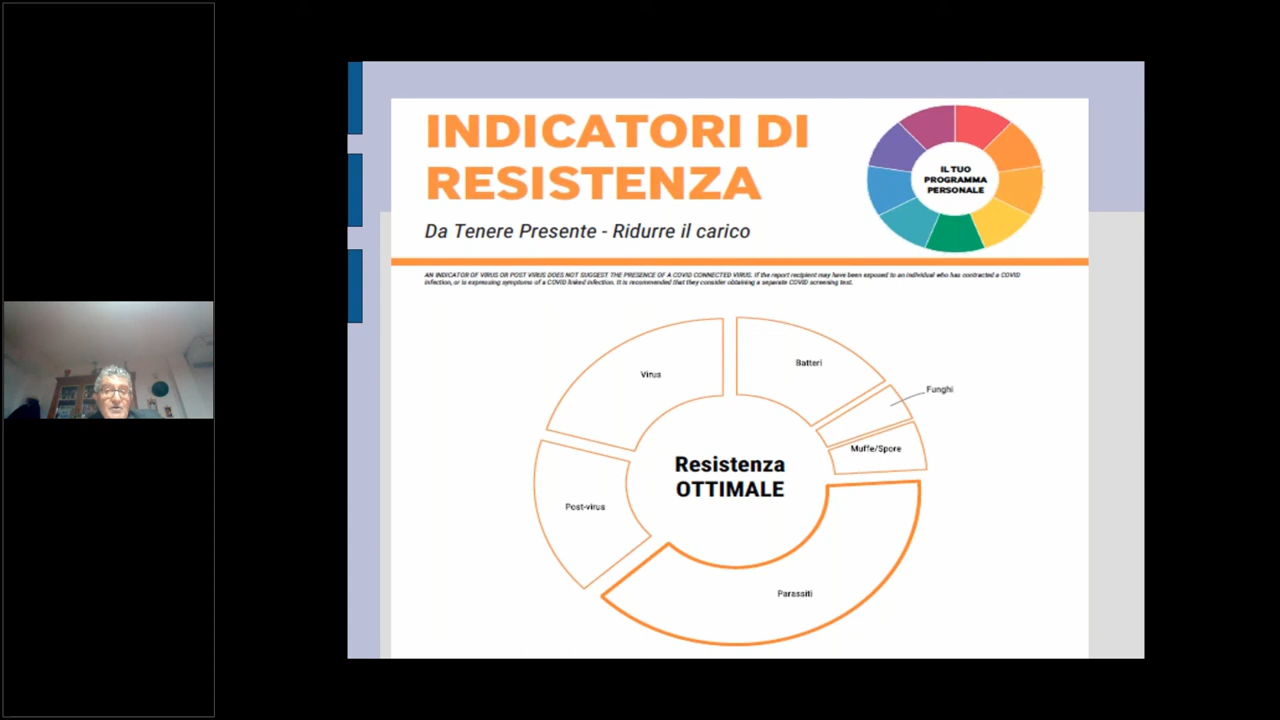 INDICATORI DI
RESISTENZA
Da Tenere Presente - Ridurre il carico
IL TUO
PROGRAMMA
PERSONALE
AN INDICATOR OF VIRUS OR POST VIRUS DOES NOT SUGGEST THE PRESENCE OF A COVID CONNECTED VIRUS. If the report recipient may have been exposed to an individual who has contracted a COVID
infection, or is expressing symptoms of a COVID linked infection. It is recommended that they consider obtaining a separate COVID screening test.
Virus
Batteri
Funghi
Muffe/Spore
Resistenza
OTTIMALE
Post-virus
Parassiti